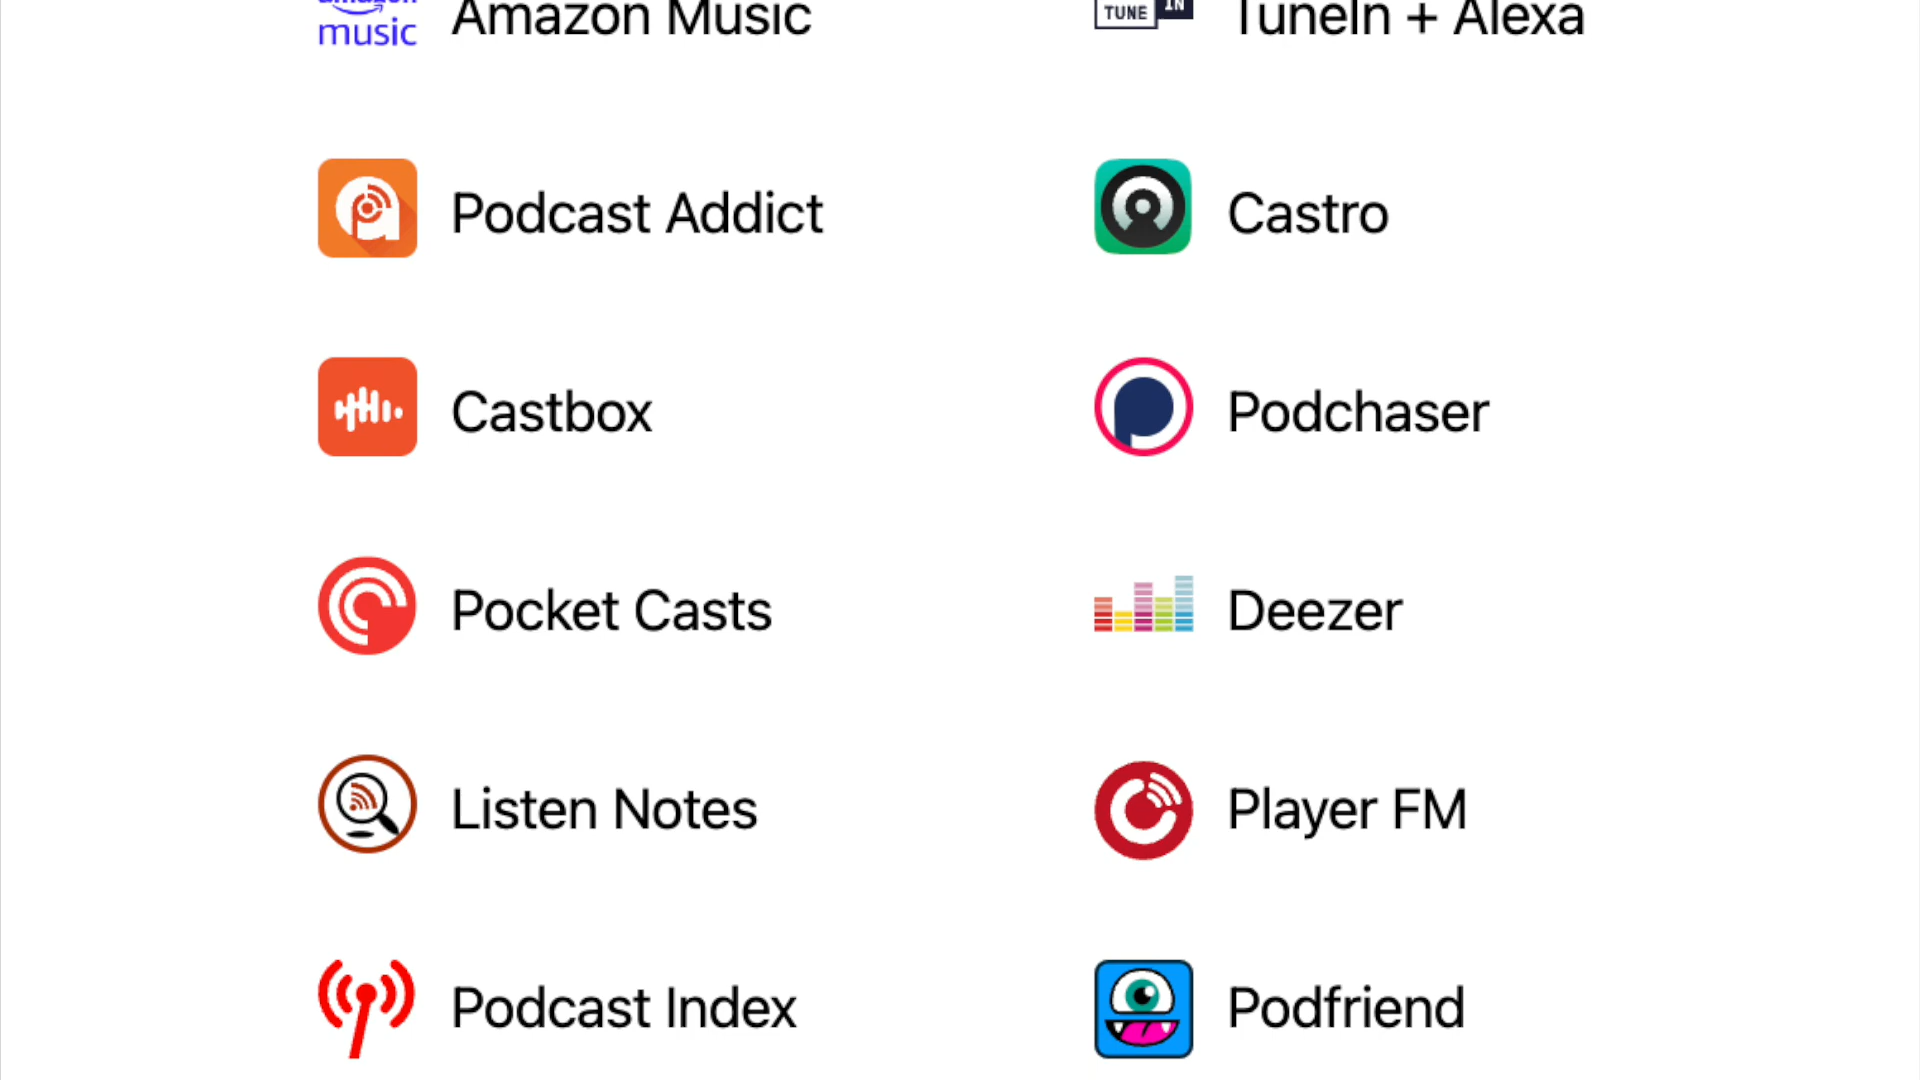 amazon
music
Amazon Music
TUNE IN
TuneIn + Alexa
Podcast Addict
Castro
Castbox
Podchaser
Pocket Casts
Deezer
Listen Notes
Player FM
Podcast Index
Podfriend